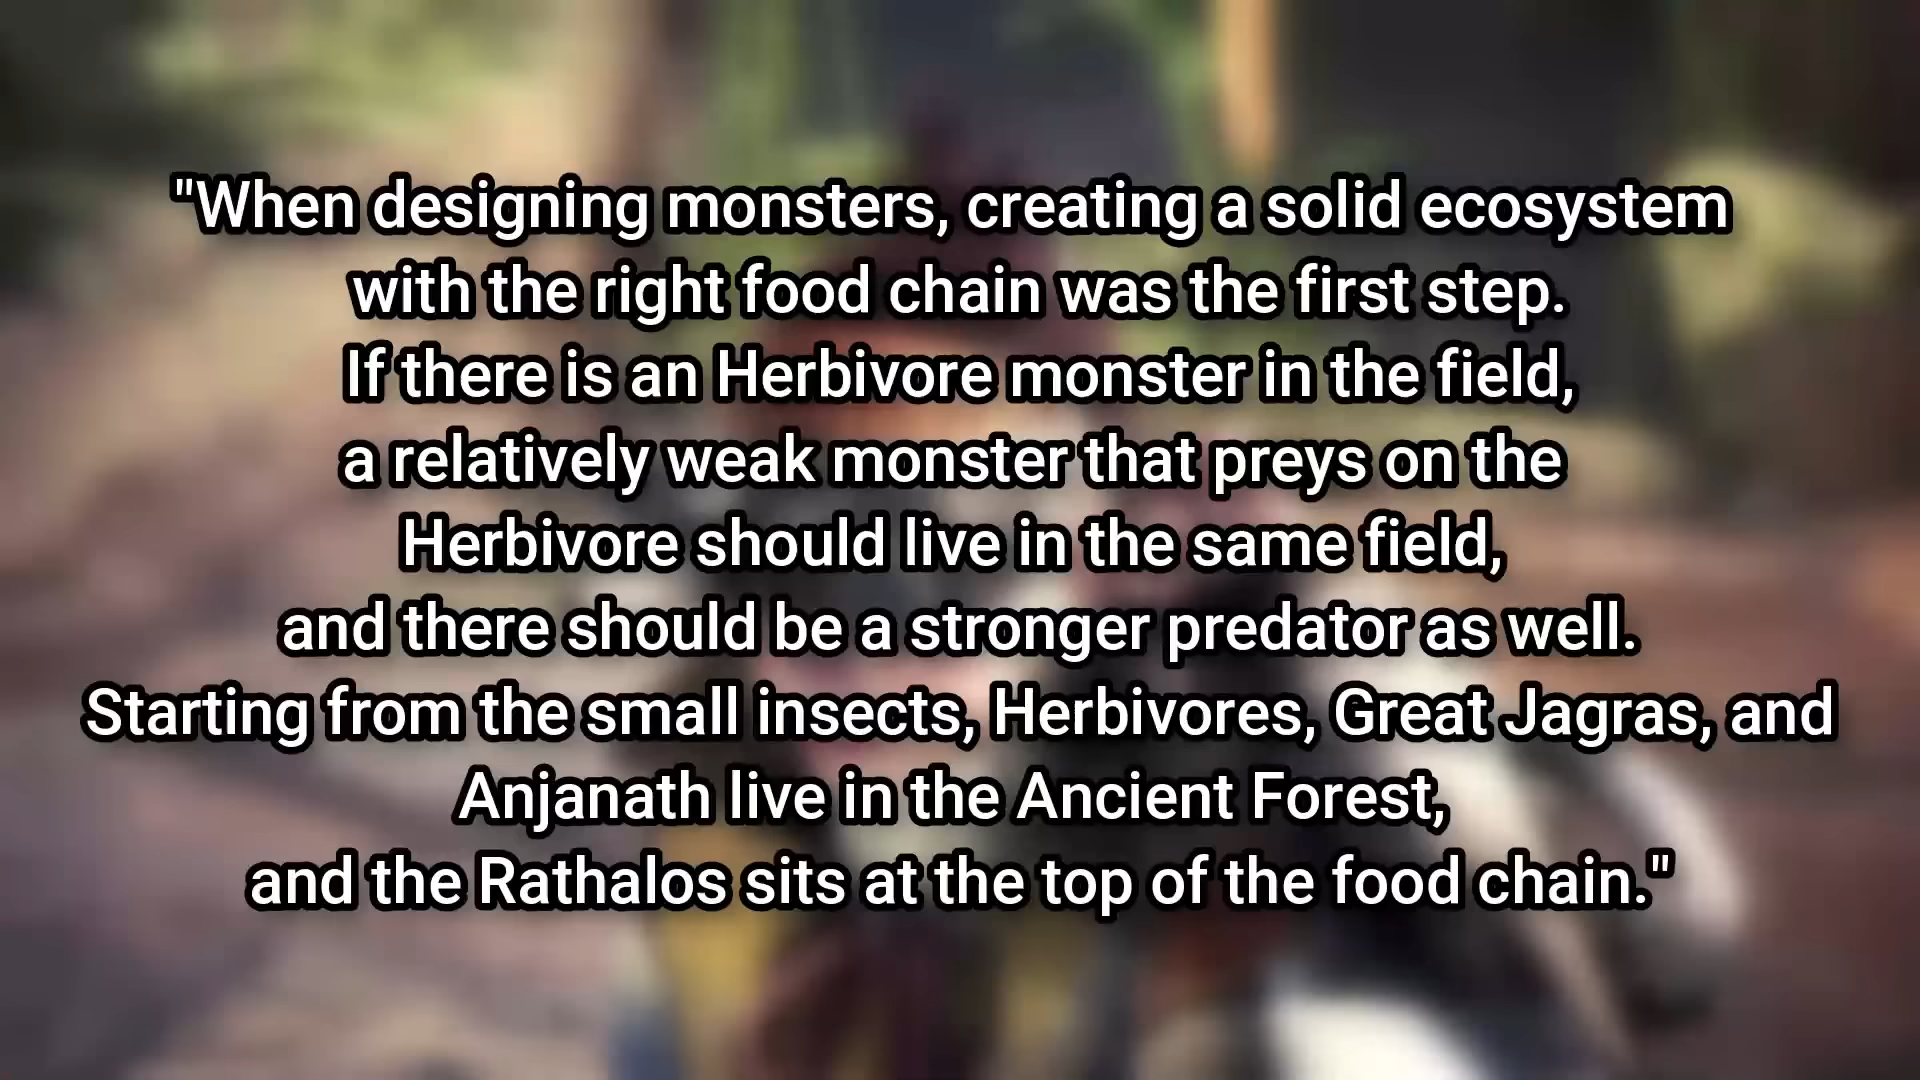 "When designing monsters, creating a solid ecosystem
with the right food chain was the first step.
If there is an Herbivore monster in the field,
a relatively weak monster that preys on the
Herbivore should live in the same field,
and there should be a stronger predator as well.
Starting from the small insects, Herbivores, Great Jagras, and
Anjanath live in the Ancient Forest,
and the Rathalos sits at the top of the food chain."